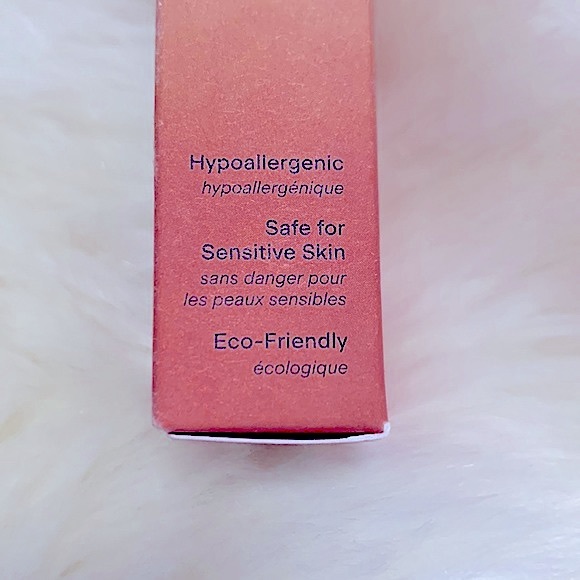 Hypoallergenic
hypoallergénique
Safe for
Sensitive Skin
sans danger pour
les peaux sensibles
Eco-Friendly
écologique